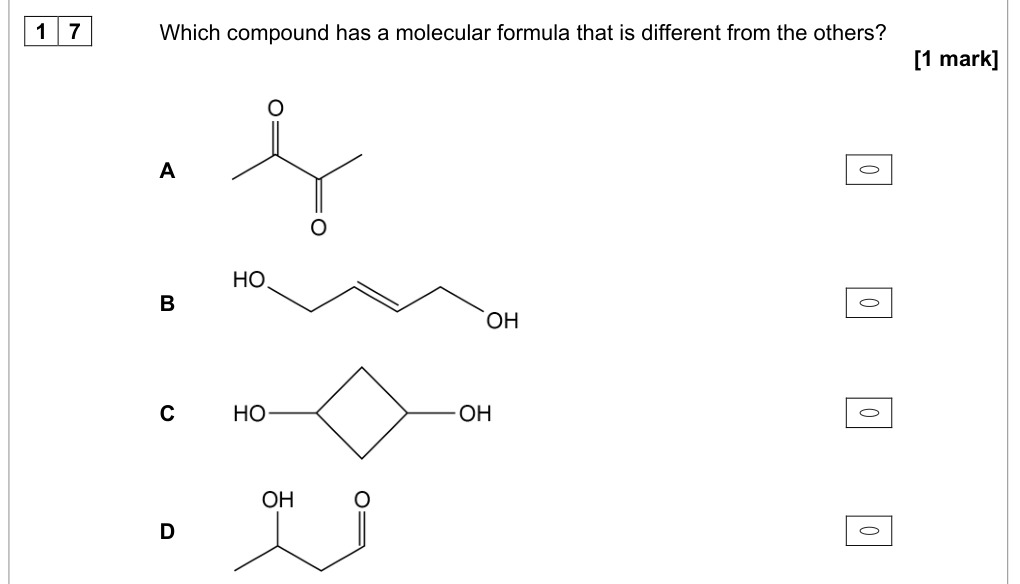 1 7 Which compound has a molecular formula that is different from the others?
[1 mark]
O
A
O
HO
B
OH
C HO OH
OH O
D